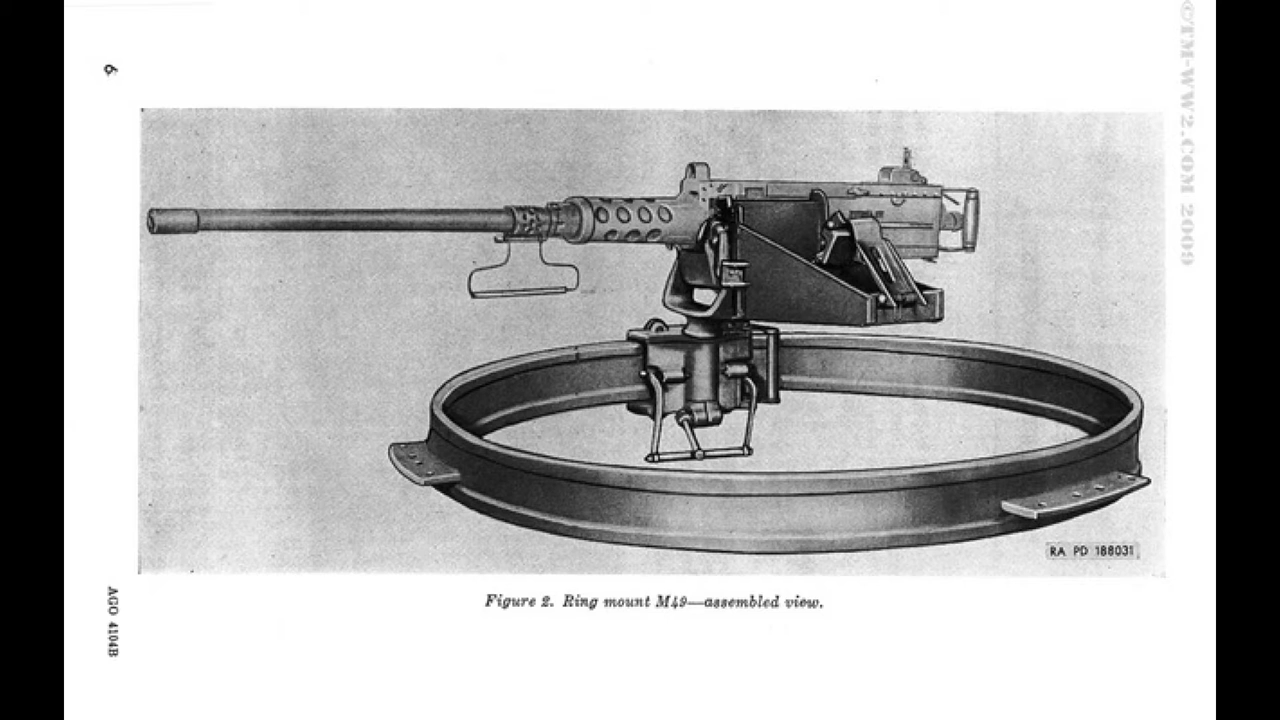 6
©TM-WW2.COM 2009
RA PD 188031
Figure 2. Ring mount M49—assembled view.
AGO 4104B